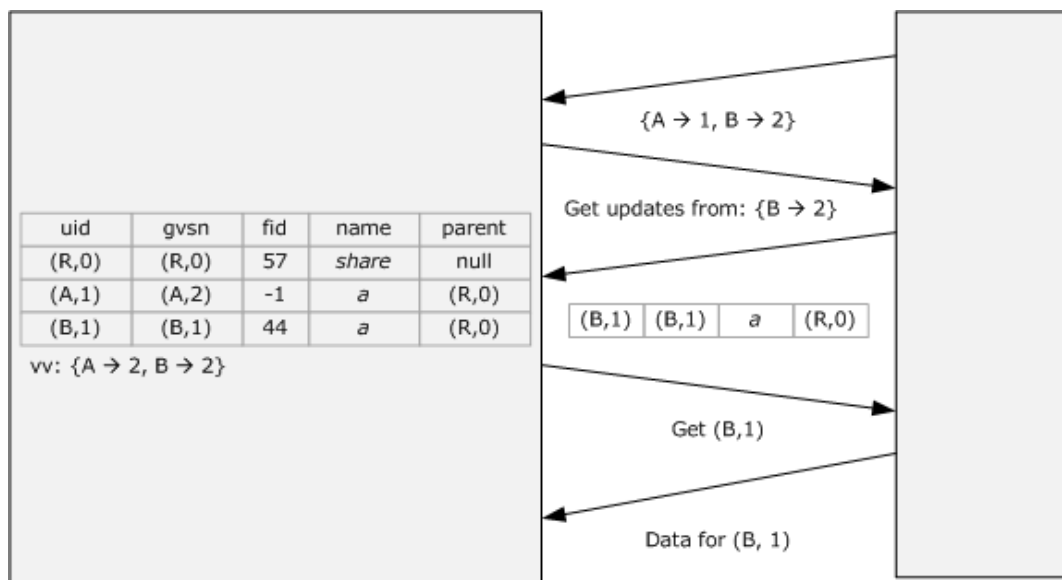 {A → 1, B → 2}
Get updates from: {B → 2}
uid gvsn fid name parent
(R,0) (R,0) 57 share null
(A,1) (A,2) -1 a (R,0)
(B,1) (B,1) 44 a (R,0)
vv: {A → 2, B → 2}
(B,1) (B,1) a (R,0)
Get (B,1)
Data for (B, 1)